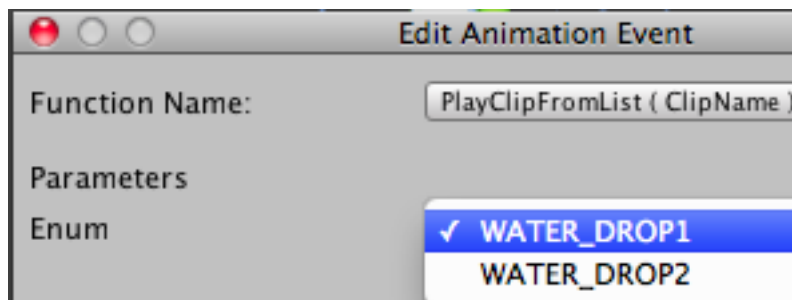 Edit Animation Event
Function Name: PlayClipFromList ( ClipName )
Parameters
Enum ✓ WATER_DROP1
WATER_DROP2